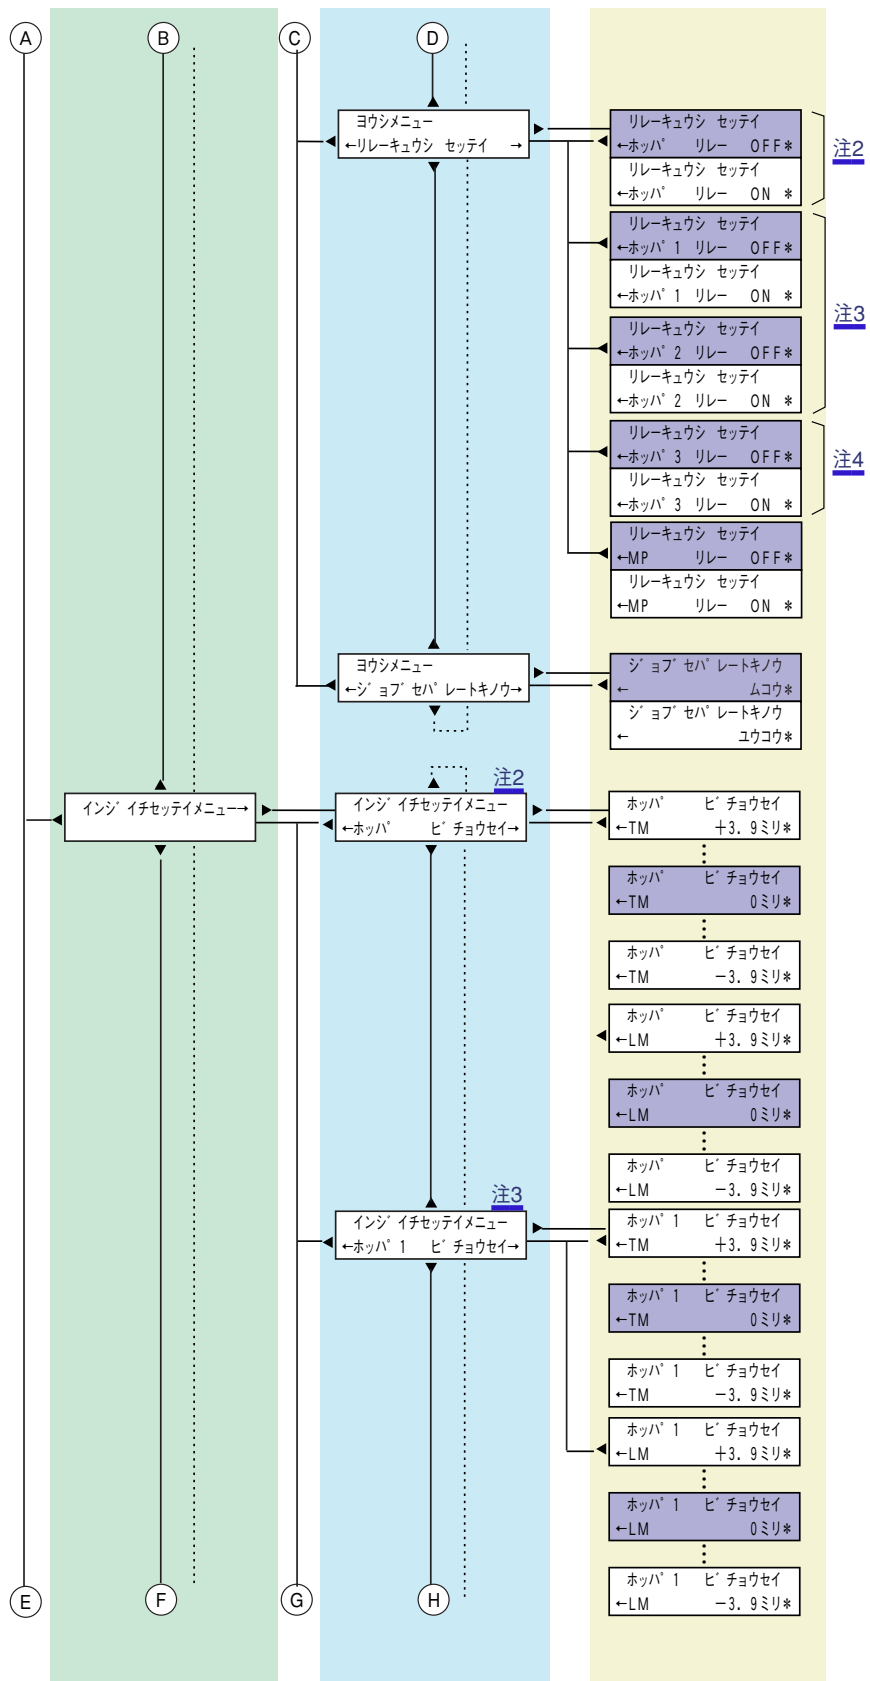 A
B
C
D
ヨウシメニュー
←リレーキュウシ セッテイ →
リレーキュウシ セッテイ
←ホッパ リレー OFF*
リレーキュウシ セッテイ
←ホッパ リレー ON *
注2
リレーキュウシ セッテイ
←ホッパ1 リレー OFF*
リレーキュウシ セッテイ
←ホッパ1 リレー ON *
リレーキュウシ セッテイ
←ホッパ2 リレー OFF*
リレーキュウシ セッテイ
←ホッパ2 リレー ON *
注3
リレーキュウシ セッテイ
←ホッパ3 リレー OFF*
リレーキュウシ セッテイ
←ホッパ3 リレー ON *
注4
リレーキュウシ セッテイ
←MP リレー OFF*
リレーキュウシ セッテイ
←MP リレー ON *
ヨウシメニュー
←ジョブセパレートキノウ→
ジョブセパレートキノウ
← ムコウ*
ジョブセパレートキノウ
← ユウコウ*
インジイチセッテイメニュー→
注2
インジイチセッテイメニュー
←ホッパ ビチョウセイ→
ホッパ ビチョウセイ
←TM +3.9ミリ*
ホッパ ビチョウセイ
←TM 0ミリ*
ホッパ ビチョウセイ
←TM −3.9ミリ*
ホッパ ビチョウセイ
←LM +3.9ミリ*
ホッパ ビチョウセイ
←LM 0ミリ*
ホッパ ビチョウセイ
←LM −3.9ミリ*
注3
インジイチセッテイメニュー
←ホッパ1 ビチョウセイ→
ホッパ1 ビチョウセイ
←TM +3.9ミリ*
ホッパ1 ビチョウセイ
←TM 0ミリ*
ホッパ1 ビチョウセイ
←TM −3.9ミリ*
ホッパ1 ビチョウセイ
←LM +3.9ミリ*
ホッパ1 ビチョウセイ
←LM 0ミリ*
ホッパ1 ビチョウセイ
←LM −3.9ミリ*
E
F
G
H